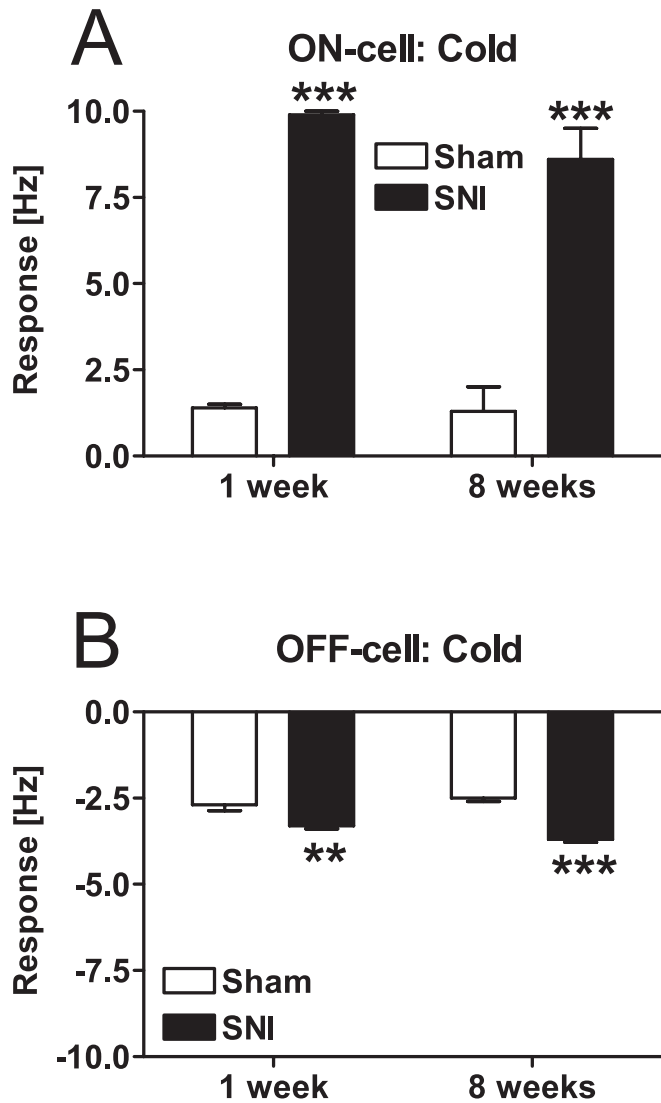 A
ON-cell: Cold
Response [Hz]
10.0
7.5
5.0
2.5
0.0
***
***
Sham
SNI
1 week
8 weeks
B
OFF-cell: Cold
Response [Hz]
0.0
-2.5
-5.0
-7.5
-10.0
**
***
Sham
SNI
1 week
8 weeks